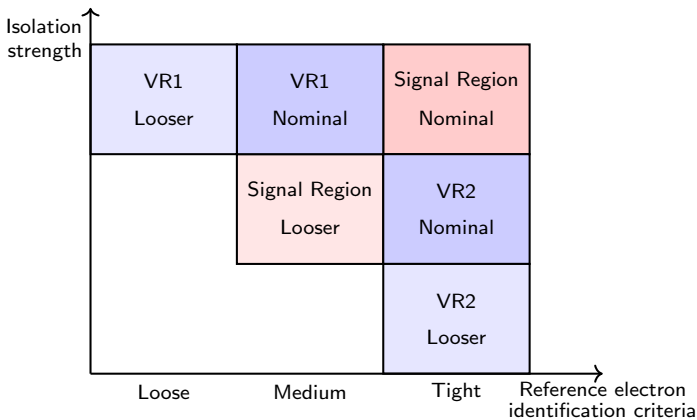 Isolation
strength
VR1
Looser
VR1
Nominal
Signal Region
Nominal
Signal Region
Looser
VR2
Nominal
VR2
Looser
Loose
Medium
Tight
Reference electron
identification criteria